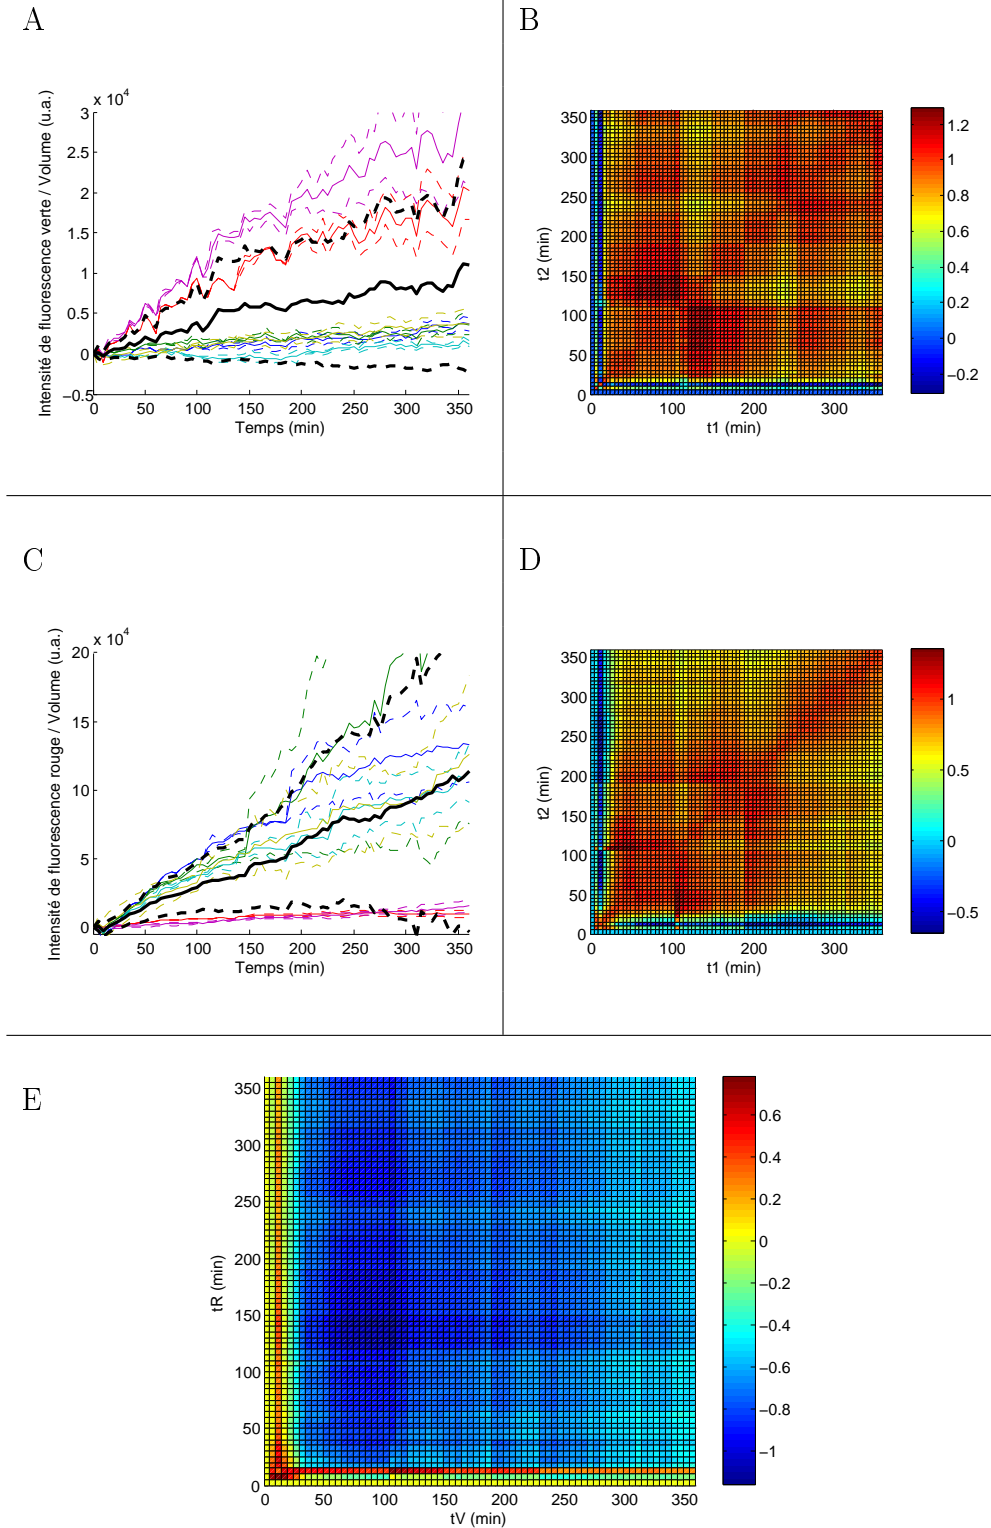 A
x 10⁴
3
2.5
2
1.5
1
0.5
0
−0.5
Intensité de fluorescence verte / Volume (u.a.)
0 50 100 150 200 250 300 350
Temps (min)
B
350
300
250
200
150
100
50
0
t2 (min)
0 100 200 300
t1 (min)
1.2
1
0.8
0.6
0.4
0.2
0
−0.2
C
x 10⁴
20
15
10
5
0
Intensité de fluorescence rouge / Volume (u.a.)
0 50 100 150 200 250 300 350
Temps (min)
D
350
300
250
200
150
100
50
0
t2 (min)
0 100 200 300
t1 (min)
1
0.5
0
−0.5
E
350
300
250
200
150
100
50
0
tR (min)
0 50 100 150 200 250 300 350
tV (min)
0.6
0.4
0.2
0
−0.2
−0.4
−0.6
−0.8
−1